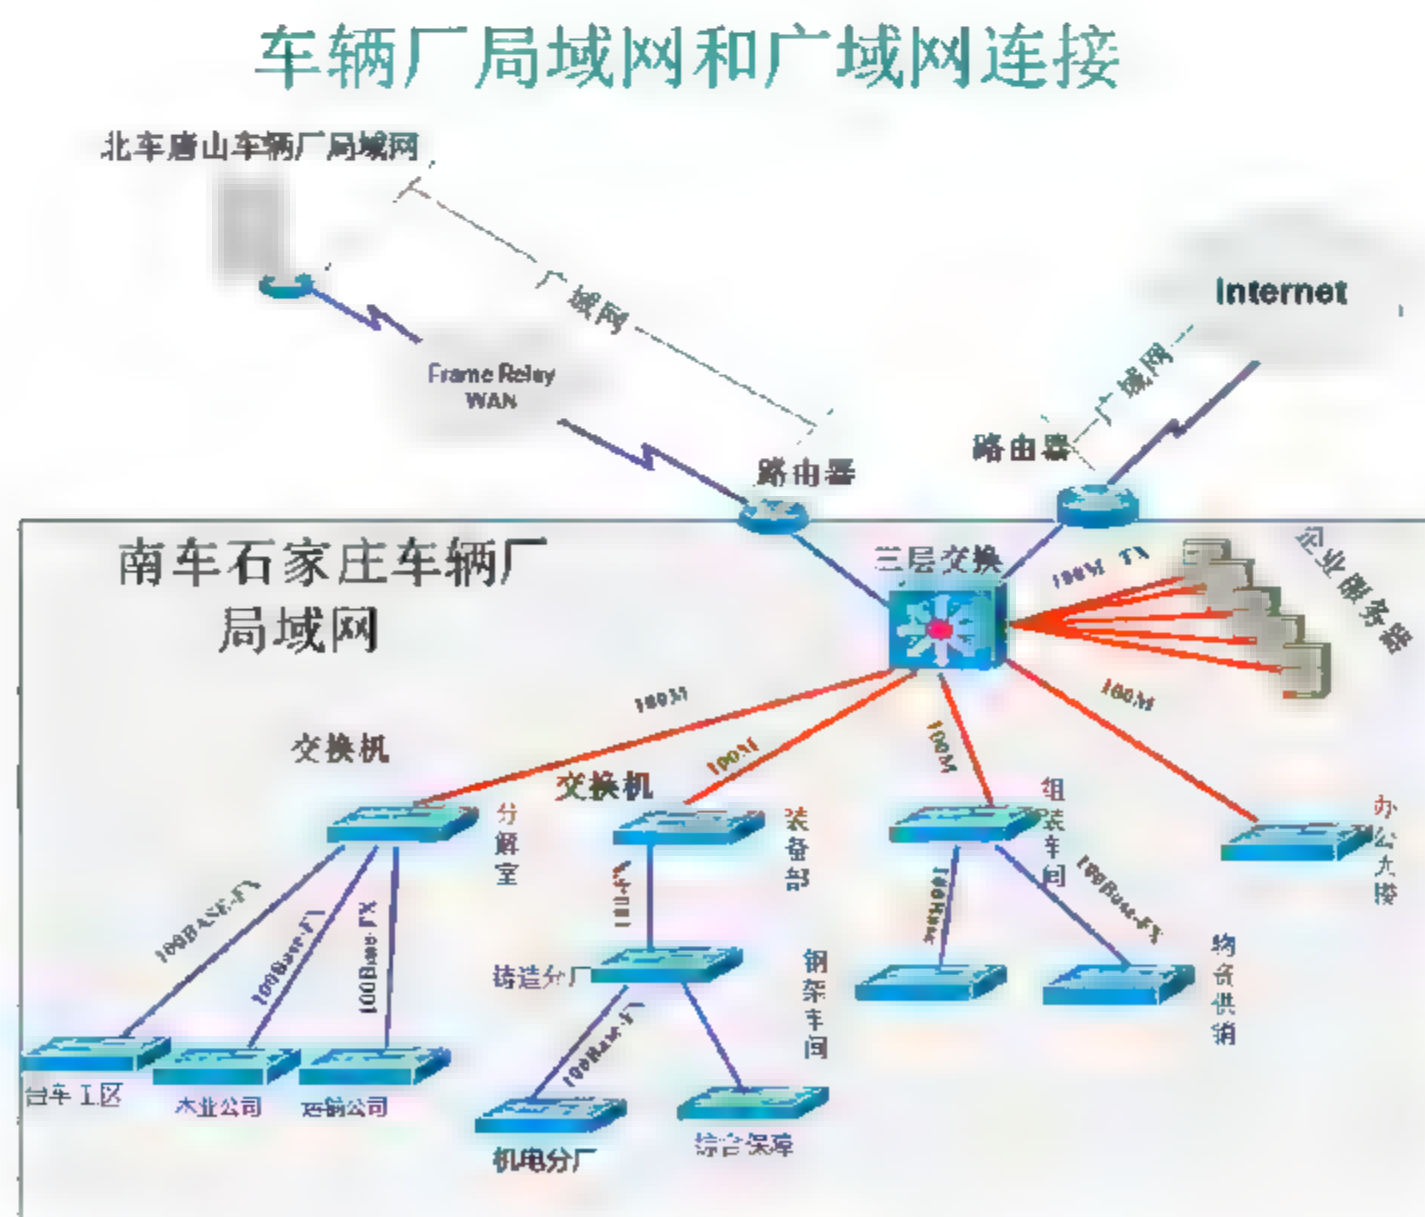 车辆厂局域网和广域网连接
北车唐山车辆厂局域网
广域网
Internet
广域网
Frame Relay
WAN
路由器
路由器
南车石家庄车辆厂
局域网
三层交换
100M FX
企业服务器
100M
100M
100M
100M
交换机
交换机
分解室
装备部
组装车间
办公大楼
100BASE-FX
100Base-FX
100Base-FX
100Base
100Base-FX
铸造分厂
钢架车间
物资供销
台车工区
木业公司
运输公司
100Base-FX
机电分厂
综合保障